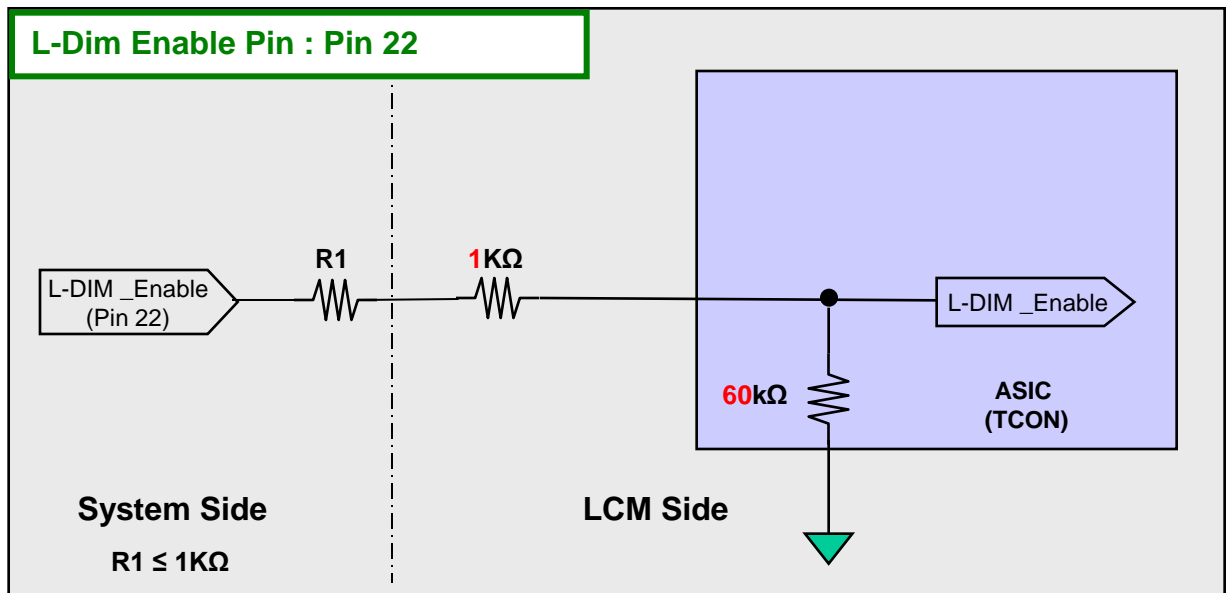 L-Dim Enable Pin : Pin 22
R1
1KΩ
L-DIM _Enable
(Pin 22)
L-DIM _Enable
60kΩ
ASIC
(TCON)
System Side
LCM Side
R1 ≤ 1KΩ